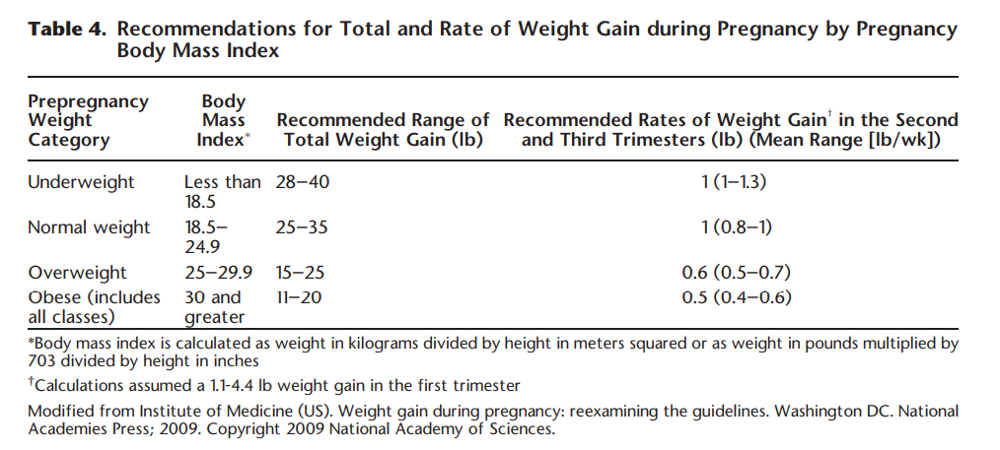 Table 4. Recommendations for Total and Rate of Weight Gain during Pregnancy by Pregnancy
Body Mass Index
Prepregnancy Weight Category
Body Mass Index*
Recommended Range of Total Weight Gain (lb)
Recommended Rates of Weight Gain† in the Second and Third Trimesters (lb) (Mean Range [lb/wk])
Underweight Less than 18.5 28–40 1 (1–1.3)
Normal weight 18.5–24.9 25–35 1 (0.8–1)
Overweight 25–29.9 15–25 0.6 (0.5–0.7)
Obese (includes all classes) 30 and greater 11–20 0.5 (0.4–0.6)
*Body mass index is calculated as weight in kilograms divided by height in meters squared or as weight in pounds multiplied by
703 divided by height in inches
†Calculations assumed a 1.1-4.4 lb weight gain in the first trimester
Modified from Institute of Medicine (US). Weight gain during pregnancy: reexamining the guidelines. Washington DC. National
Academies Press; 2009. Copyright 2009 National Academy of Sciences.